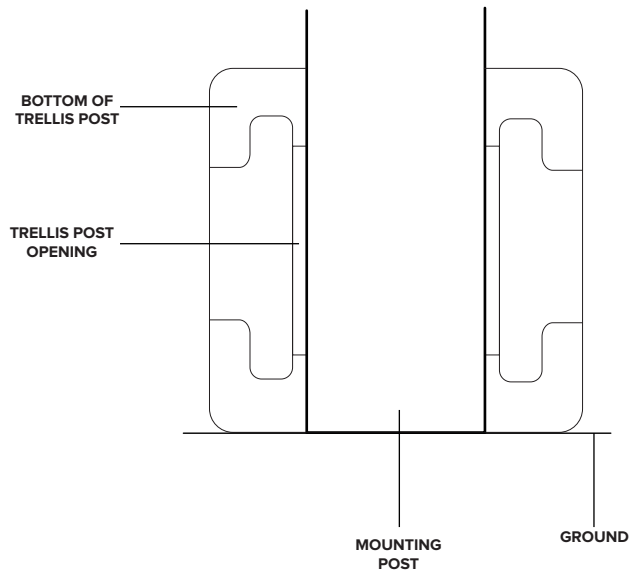 BOTTOM OF
TRELLIS POST
TRELLIS POST
OPENING
MOUNTING
POST
GROUND